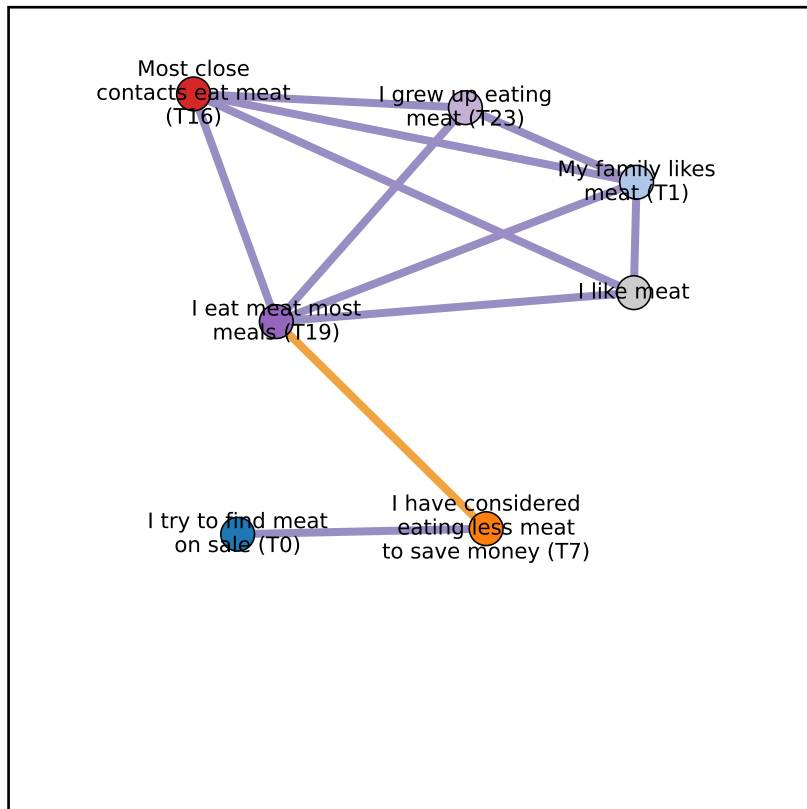 Most close
contacts eat meat
(T16)
I grew up eating
meat (T23)
My family likes
meat (T1)
I like meat
I eat meat most
meals (T19)
I have considered
eating less meat
to save money (T7)
I try to find meat
on sale (T0)